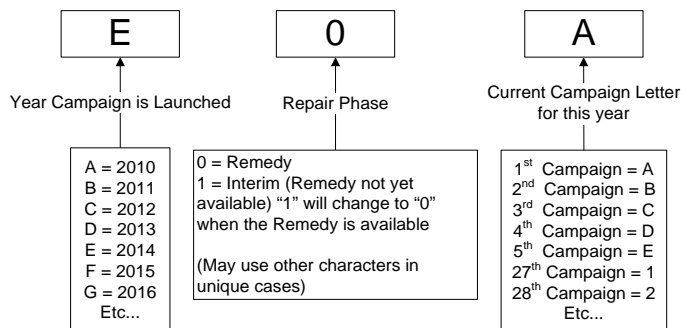 E
0
A
Year Campaign is Launched
Repair Phase
Current Campaign Letter
for this year
A = 2010
B = 2011
C = 2012
D = 2013
E = 2014
F = 2015
G = 2016
Etc...
0 = Remedy
1 = Interim (Remedy not yet
available) “1” will change to “0”
when the Remedy is available
(May use other characters in
unique cases)
1st Campaign = A
2nd Campaign = B
3rd Campaign = C
4th Campaign = D
5th Campaign = E
27th Campaign = 1
28th Campaign = 2
Etc...